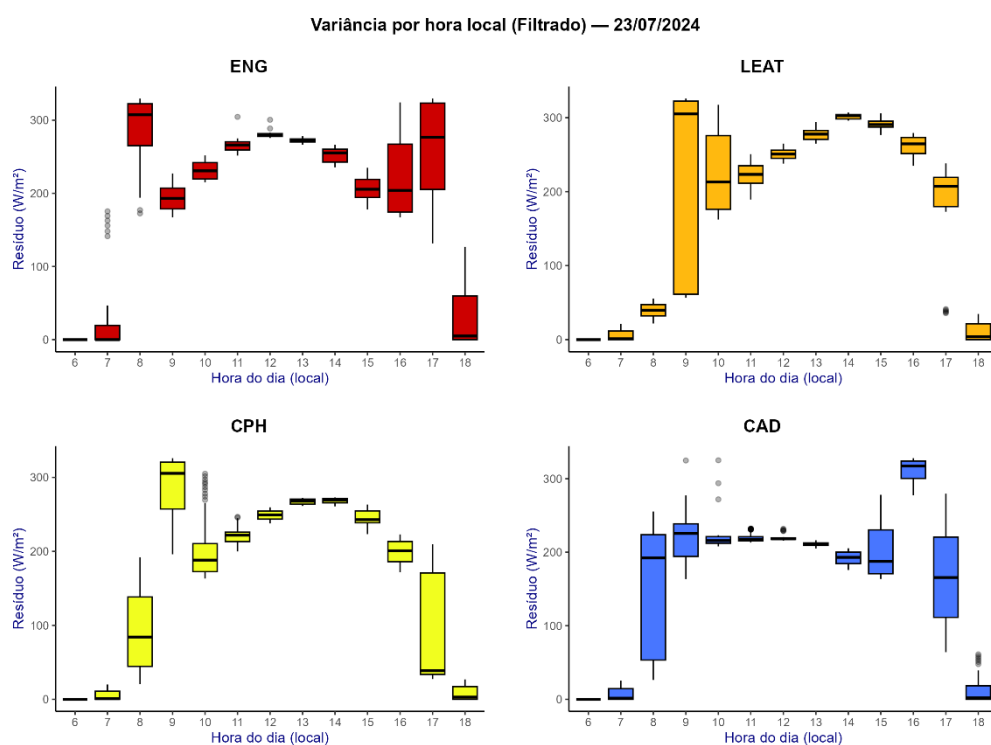 Variância por hora local (Filtrado) — 23/07/2024
ENG
Resíduo (W/m²)
300
200
100
0
6 7 8 9 10 11 12 13 14 15 16 17 18
Hora do dia (local)
LEAT
Resíduo (W/m²)
300
200
100
0
6 7 8 9 10 11 12 13 14 15 16 17 18
Hora do dia (local)
CPH
Resíduo (W/m²)
300
200
100
0
6 7 8 9 10 11 12 13 14 15 16 17 18
Hora do dia (local)
CAD
Resíduo (W/m²)
300
200
100
0
6 7 8 9 10 11 12 13 14 15 16 17 18
Hora do dia (local)